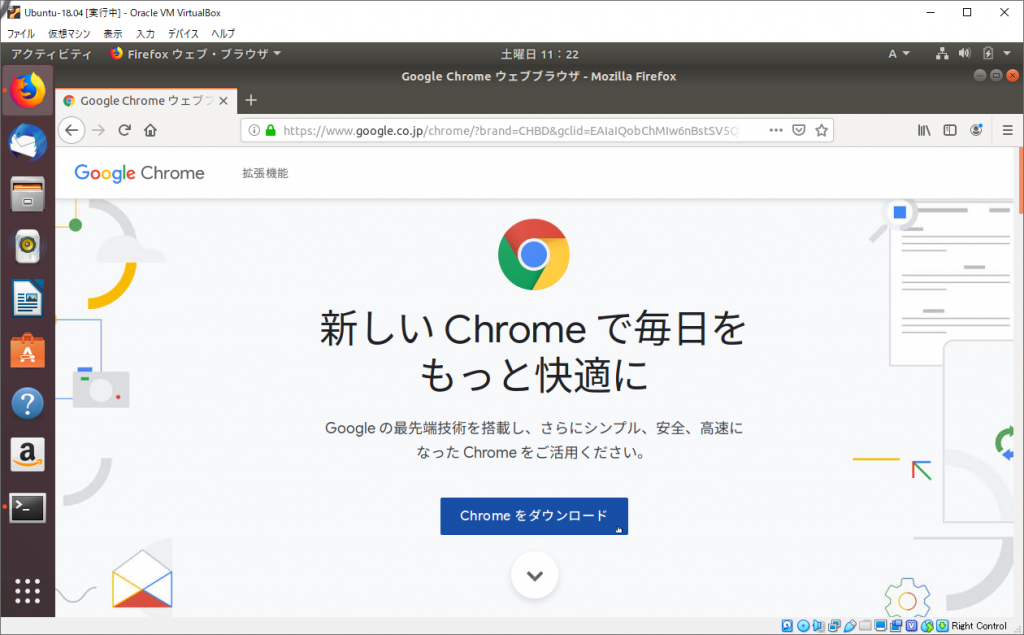 Ubuntu-18.04 [実行中] - Oracle VM VirtualBox
ファイル 仮想マシン 表示 入力 デバイス ヘルプ
アクティビティ Firefox ウェブ・ブラウザ 土曜日 11：22 A
Google Chrome ウェブブラウザ - Mozilla Firefox
Google Chrome ウェブブ
https://www.google.co.jp/chrome/?brand=CHBD&gclid=EAIaIQobChMIw6nBstSV5Q
Google Chrome 拡張機能
新しい Chrome で毎日を
もっと快適に
Google の最先端技術を搭載し、さらにシンプル、安全、高速に
なった Chrome をご活用ください。
Chrome をダウンロード
Right Control